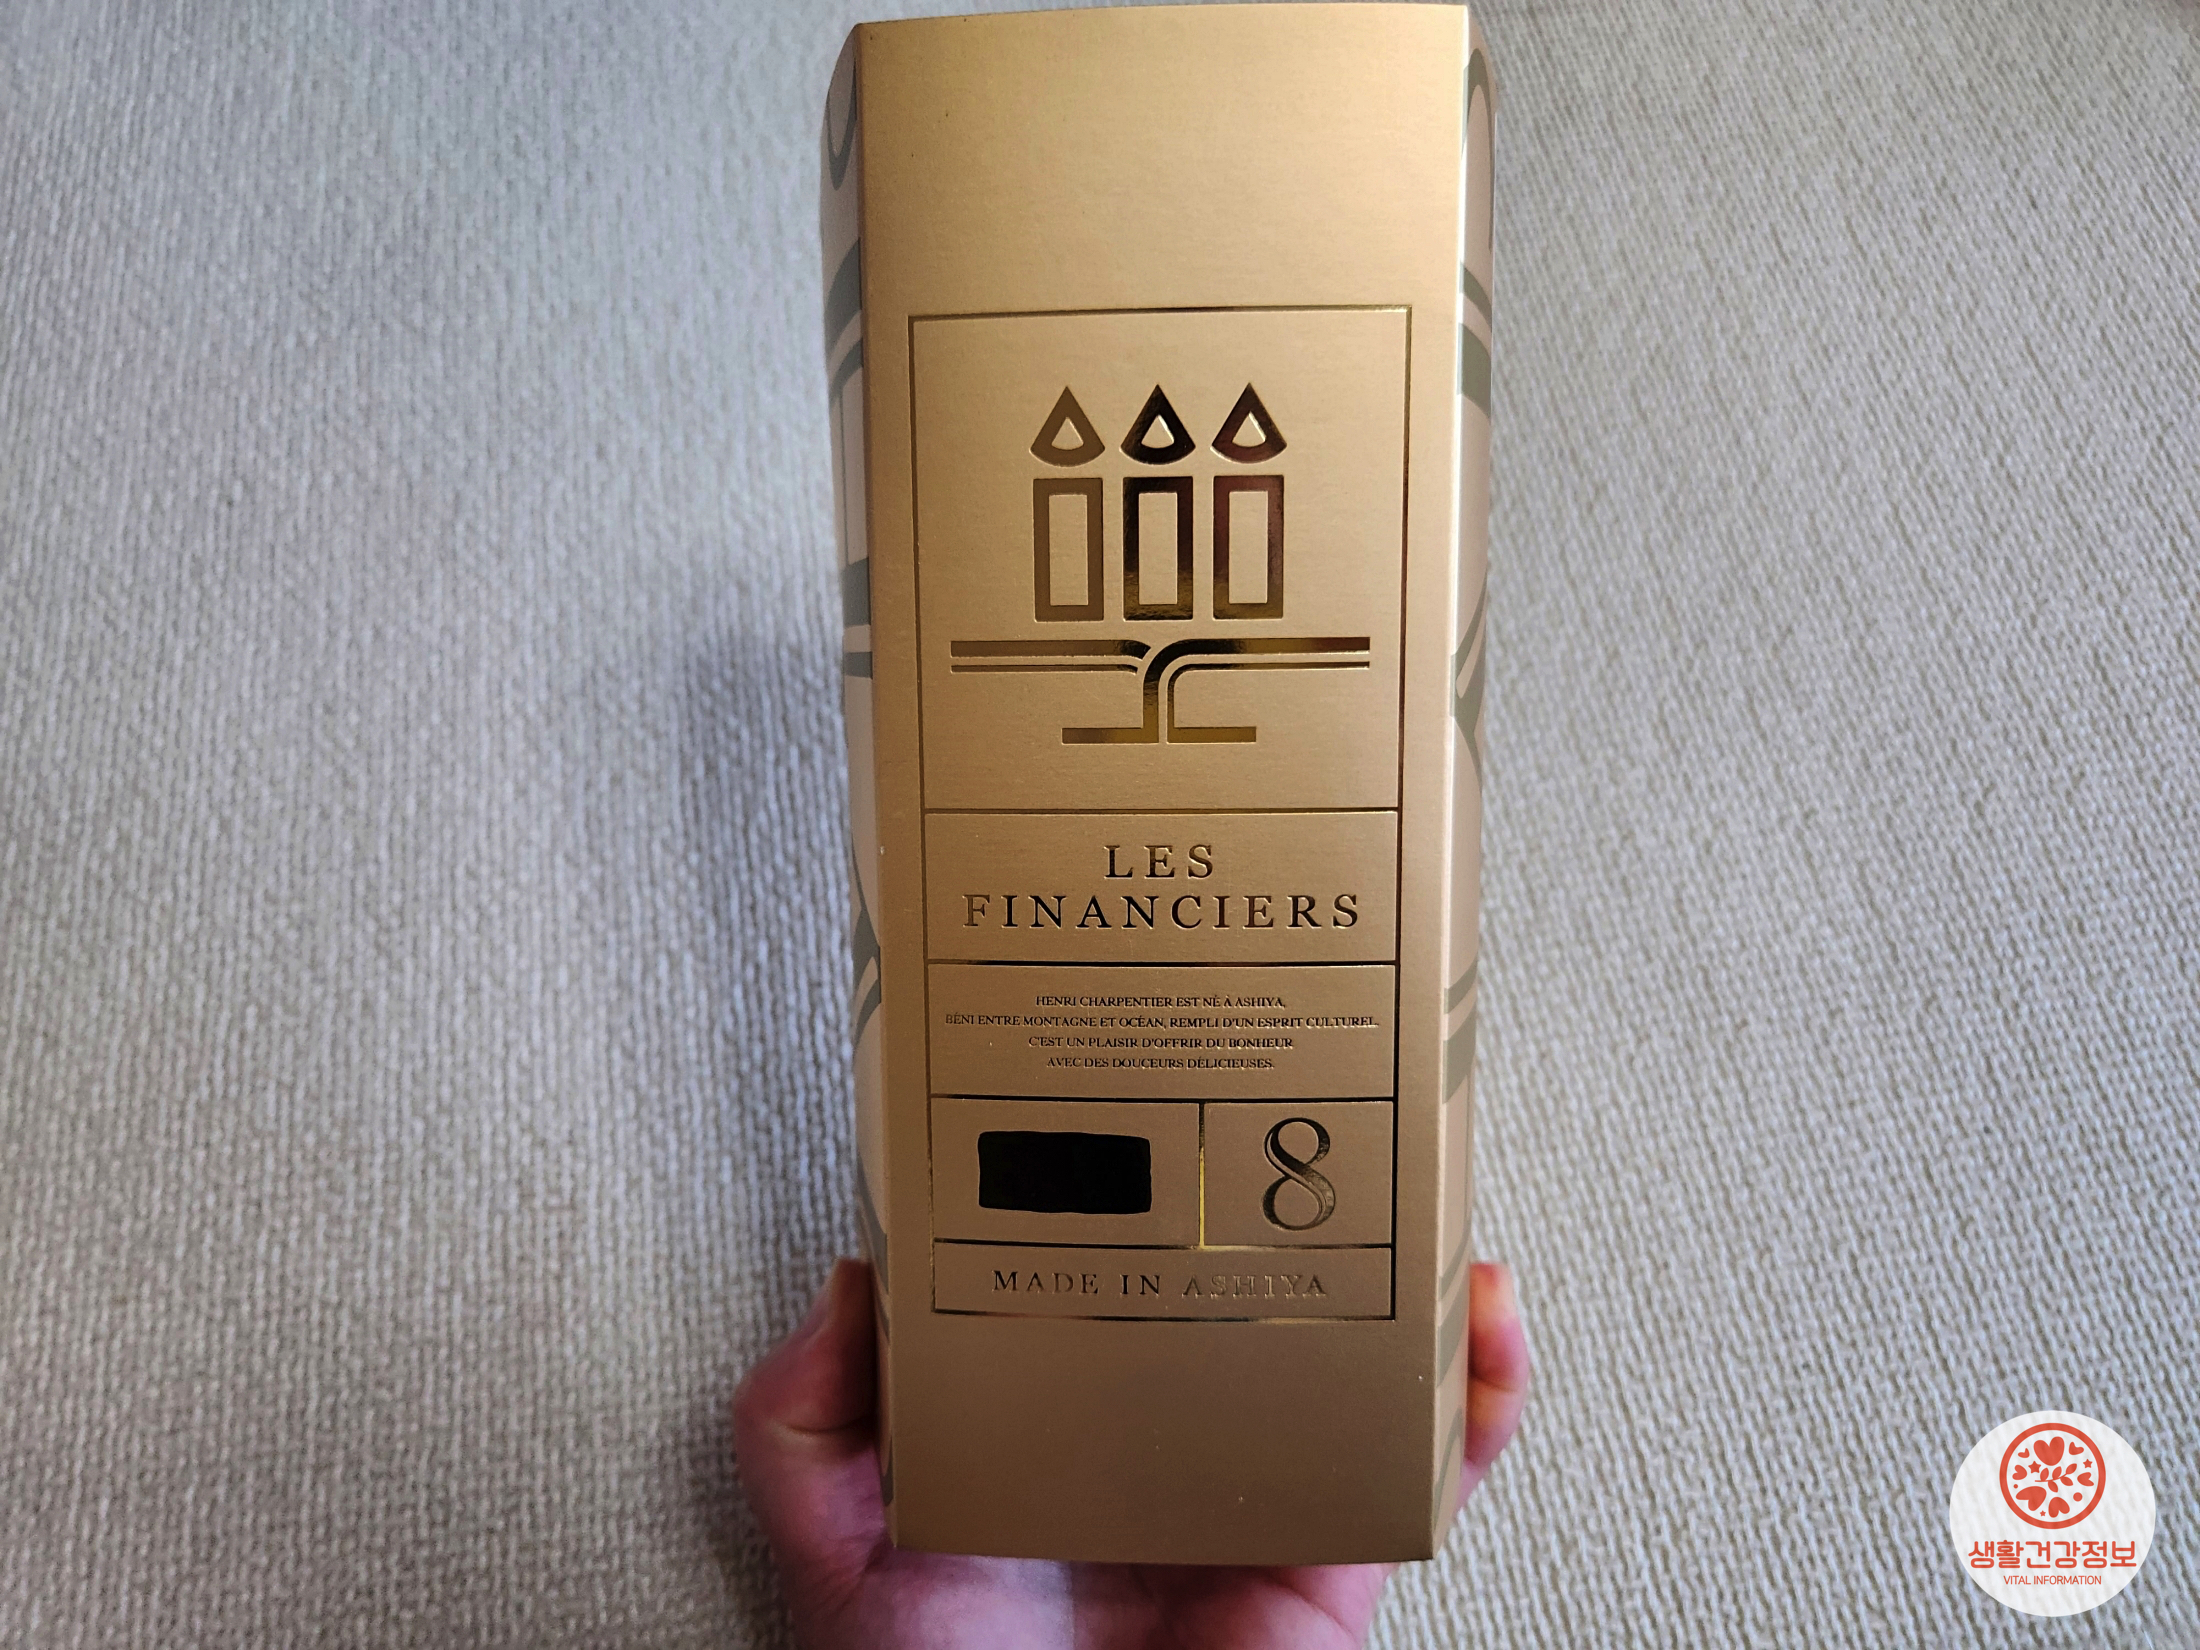 LES
FINANCIERS
HENRI CHARPENTIER EST NÉ À ASHIYA,
BÉNI ENTRE MONTAGNE ET OCÉAN, REMPLI D'UN ESPRIT CULTUREL.
C'EST UN PLAISIR D'OFFRIR DU BONHEUR
AVEC DES DOUCEURS DÉLICIEUSES.
8
MADE IN ASHIYA
생활건강정보
VITAL INFORMATION